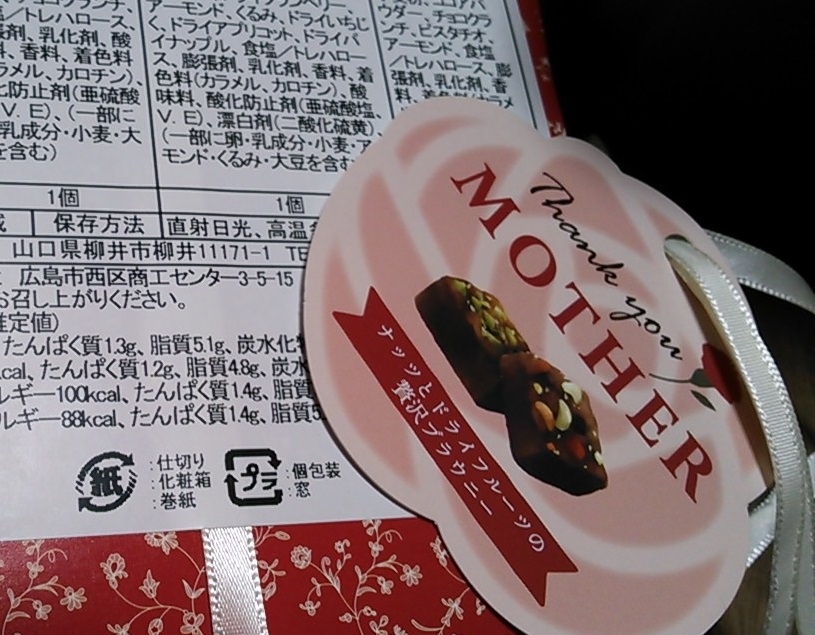 ノトレハロース、
張剤、乳化剤、酸
香料、着色料
ラメル、カロチン)、
化防止剤(亜硫酸
V. E)、(一部に
乳成分・小麦・大
を含む)
アーモンド、くるみ、ドライいちじ
く、ドライアプリコット、ドライパ
イナップル、食塩/トレハロー
ス、膨張剤、乳化剤、香料、着
色料(カラメル、カロチン)、酸
味料、酸化防止剤(亜硫酸塩、
V. E)、漂白剤(二酸化硫黄)、
(一部に卵・乳成分・小麦・ア
モンド・くるみ・大豆を含む
ウダー、チョコクラ
ンチ、ピスタチオ、
アーモンド、食塩
/トレハロース、膨
張剤、乳化剤、香
料、着色料(カラメ
1個
1個
保存方法 直射日光、高温
山口県柳井市柳井11171-1
広島市西区商工センター3-5-15
お召し上がりください。
推定値)
たんぱく質1.3g、脂質5.1g、炭水化
kcal、たんぱく質1.2g、脂質4.8g、炭水
ルギー100kcal、たんぱく質1.4g、脂質
ルギー88kcal、たんぱく質1.4g、脂質5
紙
:仕切り
:化粧箱
:巻紙
プラ
:個包装
:窓
Thank you
MOTHER
ナッツとドライフルーツの
贅沢ブラウニー